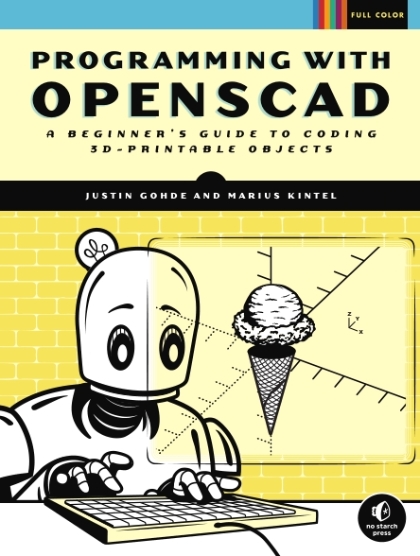 FULL COLOR
PROGRAMMING WITH
OPENSCAD
A BEGINNER'S GUIDE TO CODING
3D-PRINTABLE OBJECTS
JUSTIN GOHDE AND MARIUS KINTEL
Z
Y
X
no starch
press